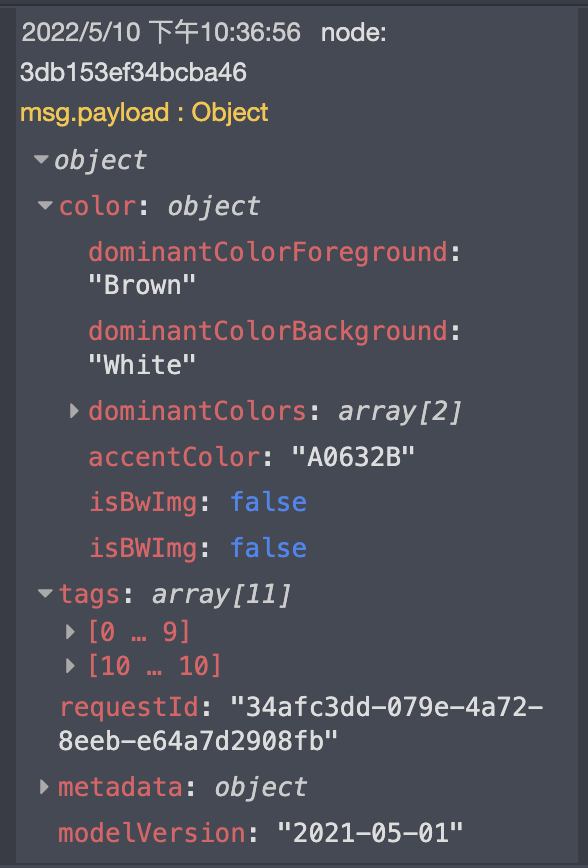 2022/5/10 下午10:36:56 node:
3db153ef34bcba46
msg.payload : Object
object
color: object
dominantColorForeground:
"Brown"
dominantColorBackground:
"White"
dominantColors: array[2]
accentColor: "A0632B"
isBwImg: false
isBWImg: false
tags: array[11]
[0 … 9]
[10 … 10]
requestId: "34afc3dd-079e-4a72-
8eeb-e64a7d2908fb"
metadata: object
modelVersion: "2021-05-01"